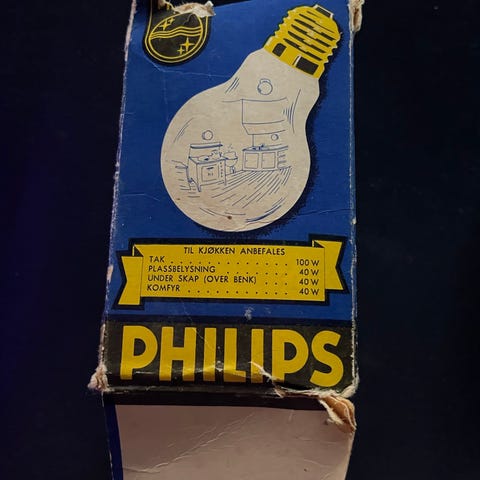 TIL KJØKKEN ANBEFALES
TAK . . . . . . . . . . . . . . . . 100 W
PLASSBELYSNING . . . . . . . 40 W
UNDER SKAP (OVER BENK) . . . 40 W
KOMFYR . . . . . . . . . . . . . . 40 W
PHILIPS